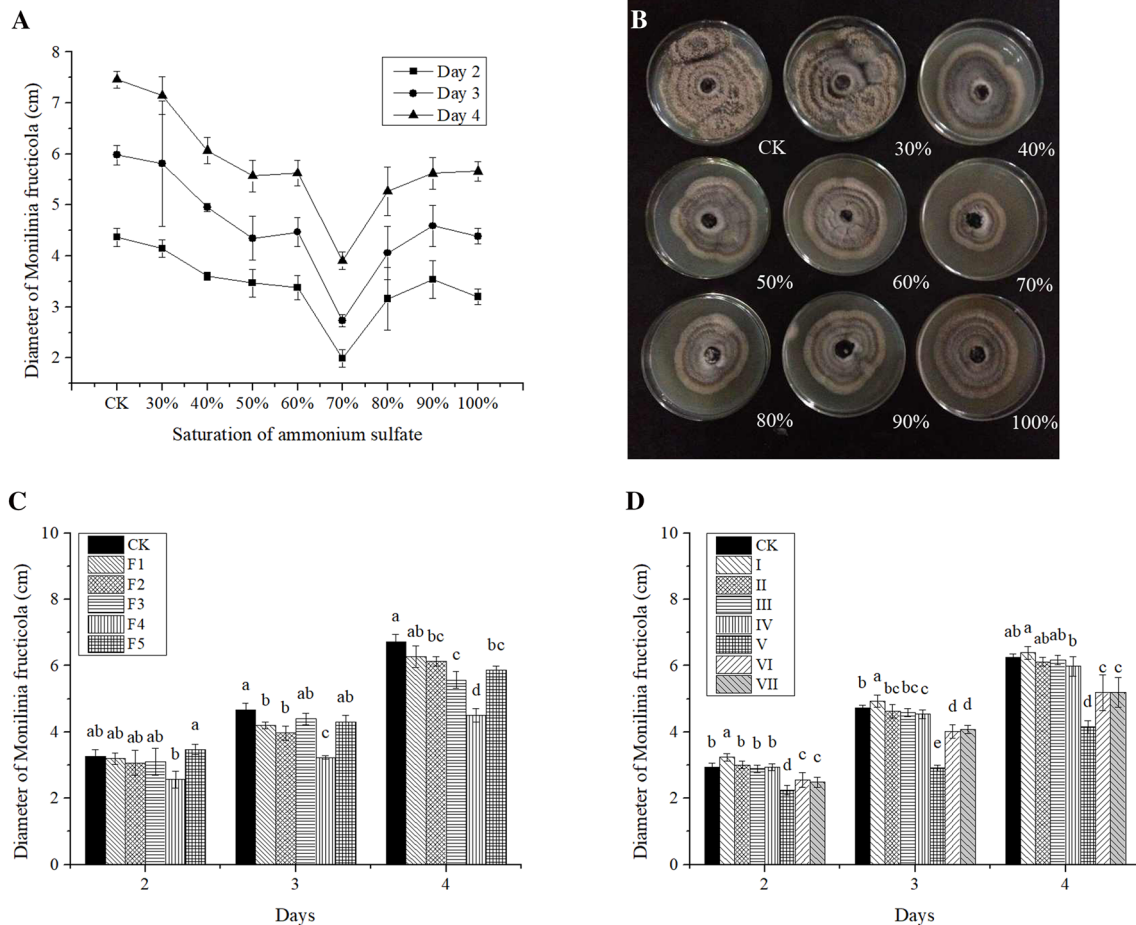 A
Diameter of Monilinia fructicola (cm)
8
7
6
5
4
3
2
Day 2
Day 3
Day 4
CK 30% 40% 50% 60% 70% 80% 90% 100%
Saturation of ammonium sulfate
B
CK 30% 40%
50% 60% 70%
80% 90% 100%
C
Diameter of Monilinia fructicola (cm)
10
8
6
4
2
0
CK
F1
F2
F3
F4
F5
ab ab ab ab b a
a b b ab c ab
a ab bc c d bc
2 3 4
Days
D
Diameter of Monilinia fructicola (cm)
10
8
6
4
2
0
CK
I
II
III
IV
V
VI
VII
b a b b b d c c
b a bc bc c e d d
ab a ab ab b d c c
2 3 4
Days